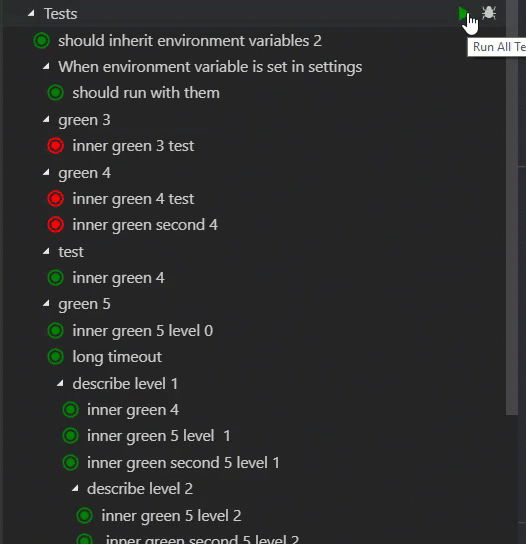 Tests
Run All Te
should inherit environment variables 2
When environment variable is set in settings
should run with them
green 3
inner green 3 test
green 4
inner green 4 test
inner green second 4
test
inner green 4
green 5
inner green 5 level 0
long timeout
describe level 1
inner green 4
inner green 5 level  1
inner green second 5 level 1
describe level 2
inner green 5 level 2
inner green second 5 level 2